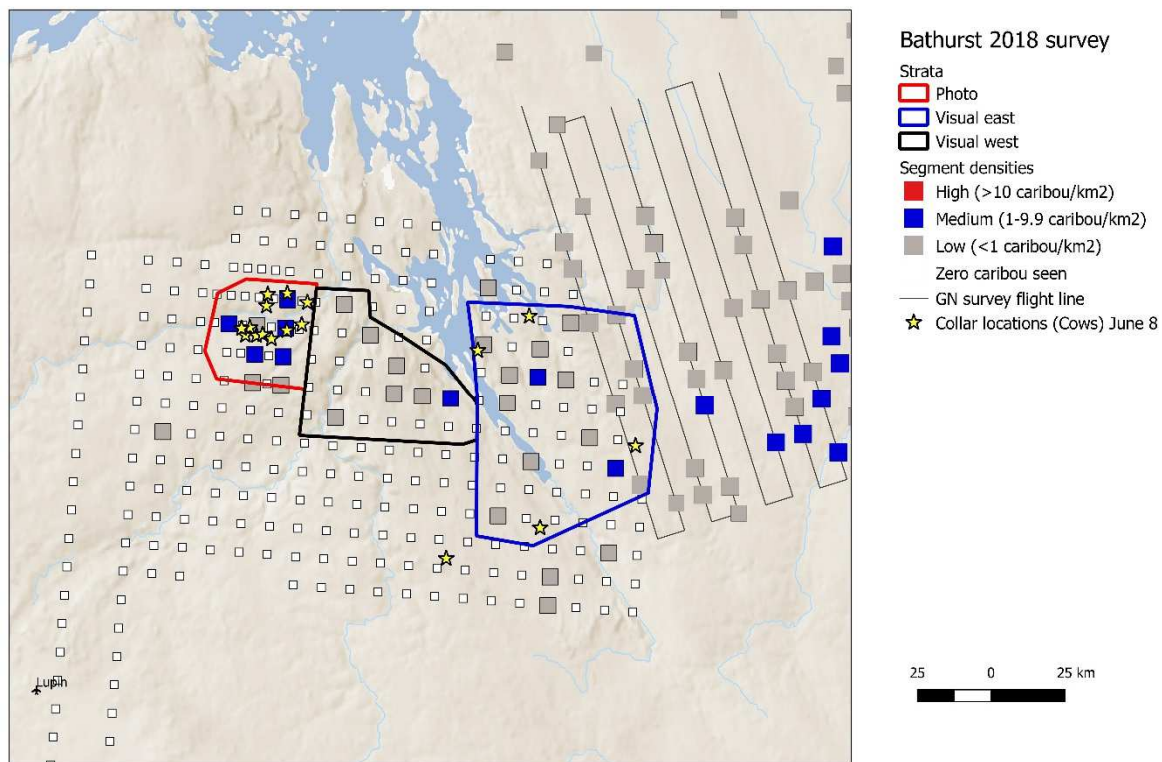 Bathurst 2018 survey
Strata
Photo
Visual east
Visual west
Segment densities
High (>10 caribou/km2)
Medium (1-9.9 caribou/km2)
Low (<1 caribou/km2)
Zero caribou seen
GN survey flight line
Collar locations (Cows) June 8
Lupin
25 0 25 km